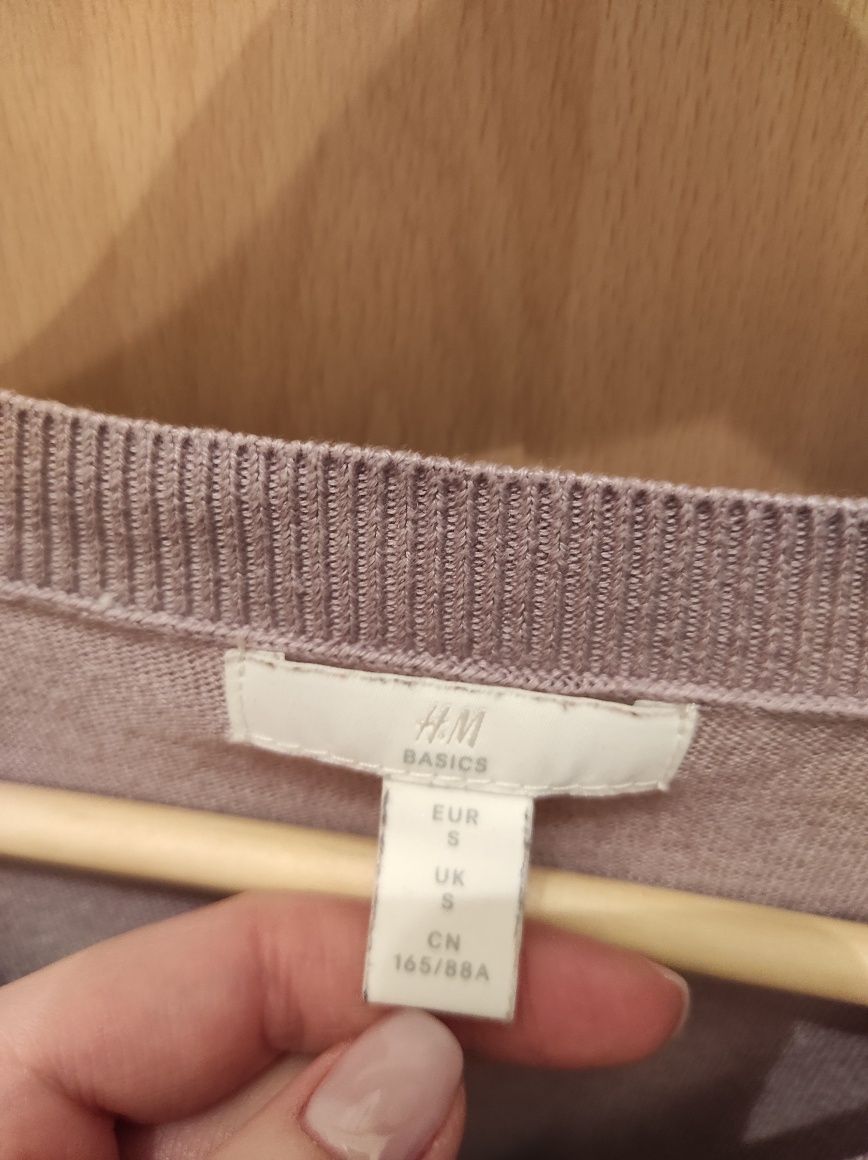 H&M
BASICS
EUR
S
UK
S
CN
165/88A